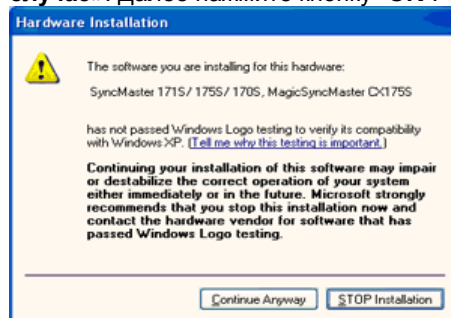 Далее нажмите кнопку
Hardware Installation
The software you are installing for this hardware:
SyncMaster 171S/ 175S/ 170S, MagicSyncMaster CX175S
has not passed Windows Logo testing to verify its compatibility
with Windows XP. (Tell me why this testing is important.)
Continuing your installation of this software may impair
or destabilize the correct operation of your system
either immediately or in the future. Microsoft strongly
recommends that you stop this installation now and
contact the hardware vendor for software that has
passed Windows Logo testing.
Continue Anyway STOP Installation